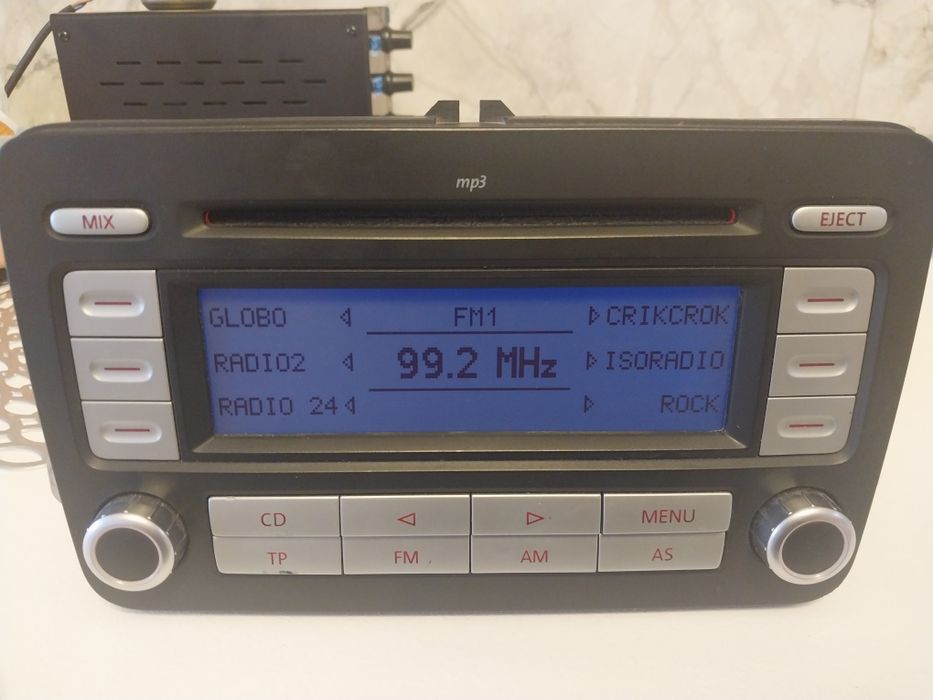 mp3
MIX
EJECT
GLOBO FM1 CRIKCROK
RADIO2 99.2 MHz ISORADIO
RADIO 24 ROCK
CD MENU
TP FM AM AS